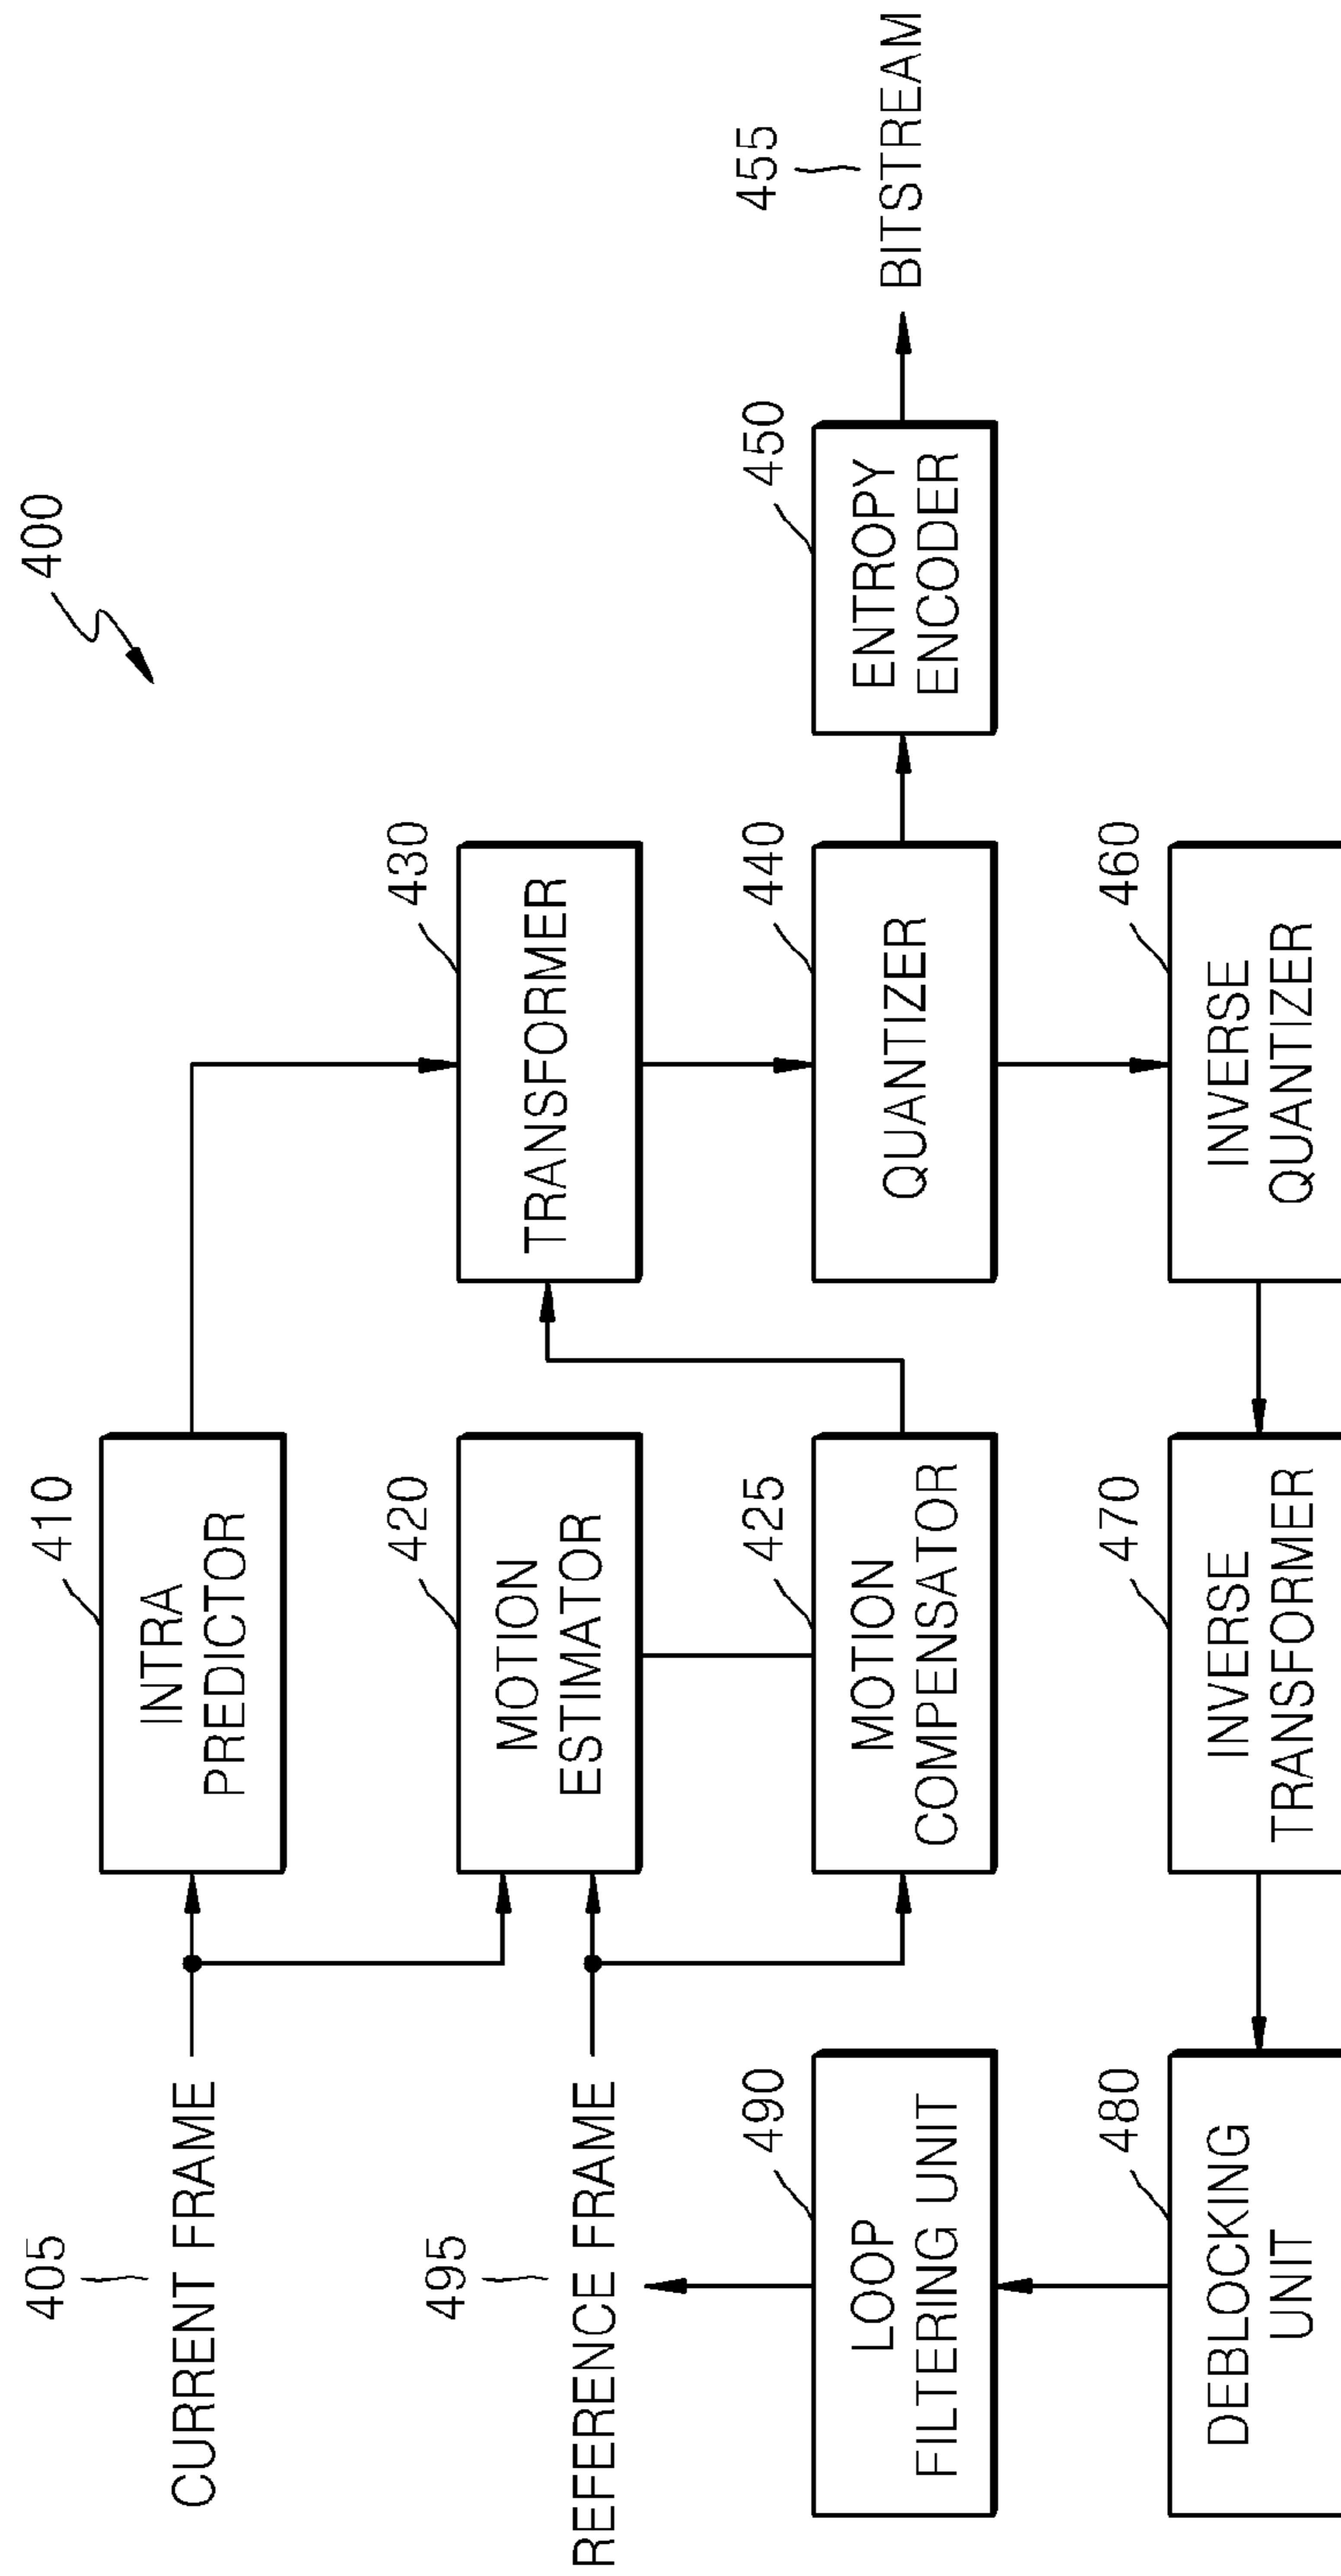 400
405
CURRENT FRAME
410
INTRA
PREDICTOR
495
REFERENCE FRAME
420
MOTION
ESTIMATOR
430
TRANSFORMER
490
LOOP
FILTERING UNIT
425
MOTION
COMPENSATOR
440
QUANTIZER
450
ENTROPY
ENCODER
455
BITSTREAM
480
DEBLOCKING
UNIT
470
INVERSE
TRANSFORMER
460
INVERSE
QUANTIZER